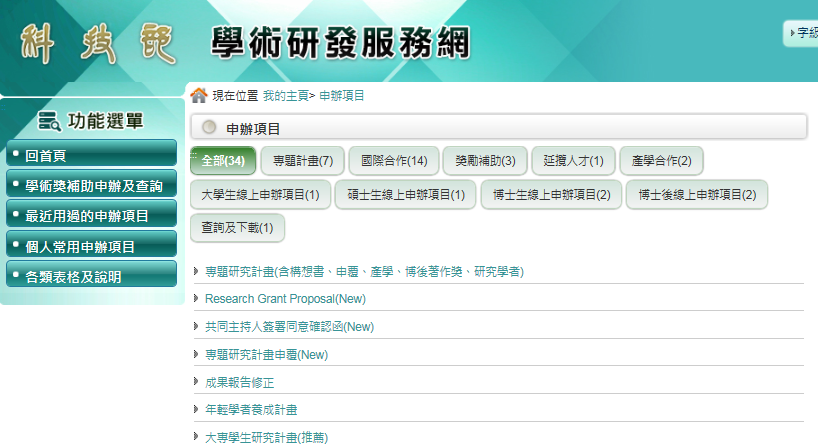 科技部 學術研發服務網
字級
現在位置 我的主頁> 申辦項目
功能選單
回首頁
學術獎補助申辦及查詢
最近用過的申辦項目
個人常用申辦項目
各類表格及說明
申辦項目
全部(34) 專題計畫(7) 國際合作(14) 獎勵補助(3) 延攬人才(1) 產學合作(2)
大學生線上申辦項目(1) 碩士生線上申辦項目(1) 博士生線上申辦項目(2) 博士後線上申辦項目(2)
查詢及下載(1)
專題研究計畫(含構想書、申覆、產學、博後著作獎、研究學者)
Research Grant Proposal(New)
共同主持人簽署同意確認函(New)
專題研究計畫申覆(New)
成果報告修正
年輕學者養成計畫
大專學生研究計畫(推薦)